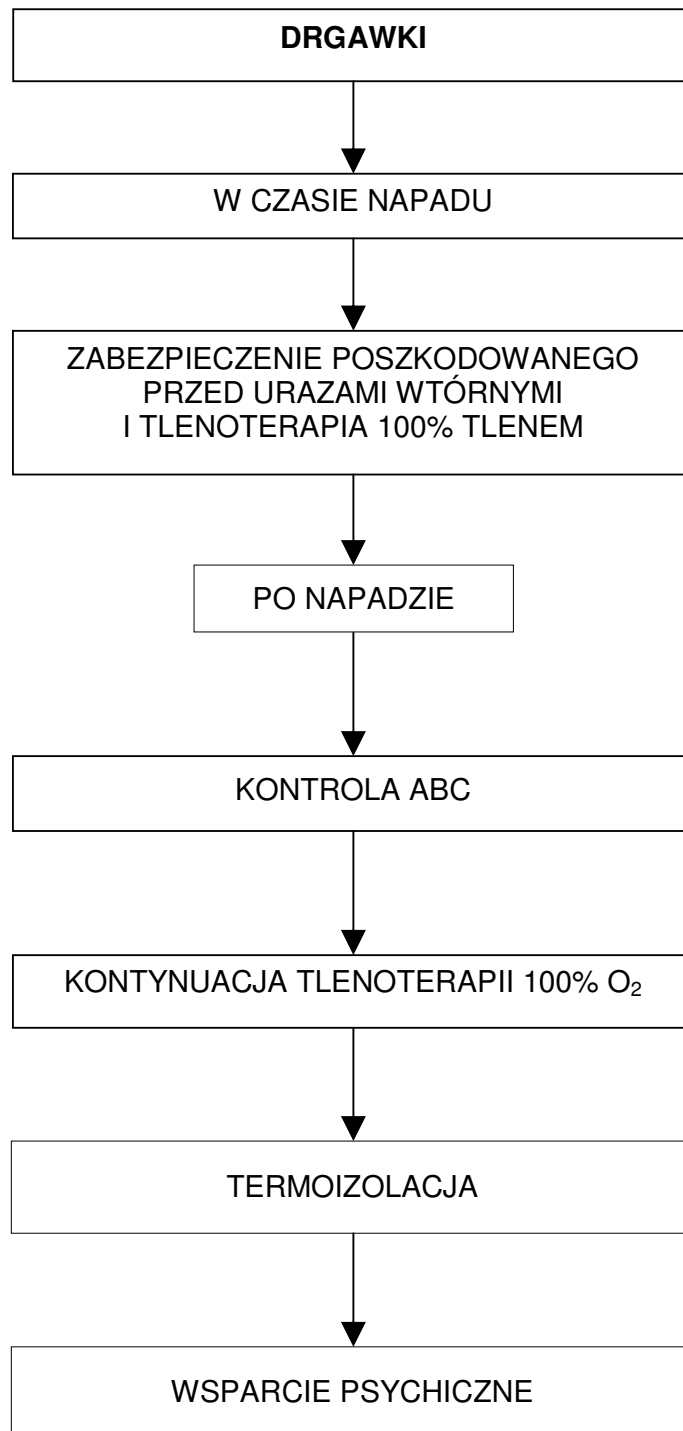 DRGAWKI
W CZASIE NAPADU
ZABEZPIECZENIE POSZKODOWANEGO
PRZED URAZAMI WTÓRNYMI
I TLENOTERAPIA 100% TLENEM
PO NAPADZIE
KONTROLA ABC
KONTYNUACJA TLENOTERAPII 100% O₂
TERMOIZOLACJA
WSPARCIE PSYCHICZNE